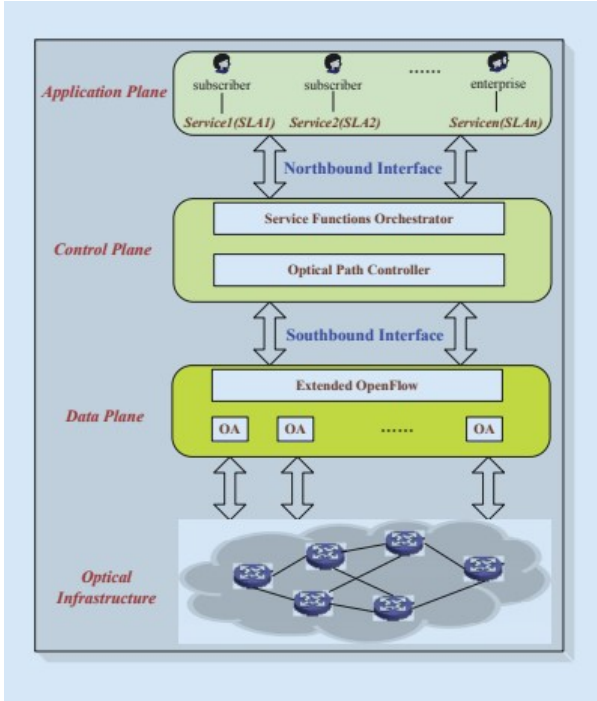 Application Plane
subscriber
subscriber
......
enterprise
Service1(SLA1)
Service2(SLA2)
Servicen(SLAn)
Northbound Interface
Control Plane
Service Functions Orchestrator
Optical Path Controller
Southbound Interface
Data Plane
Extended OpenFlow
OA
OA
......
OA
Optical
Infrastructure